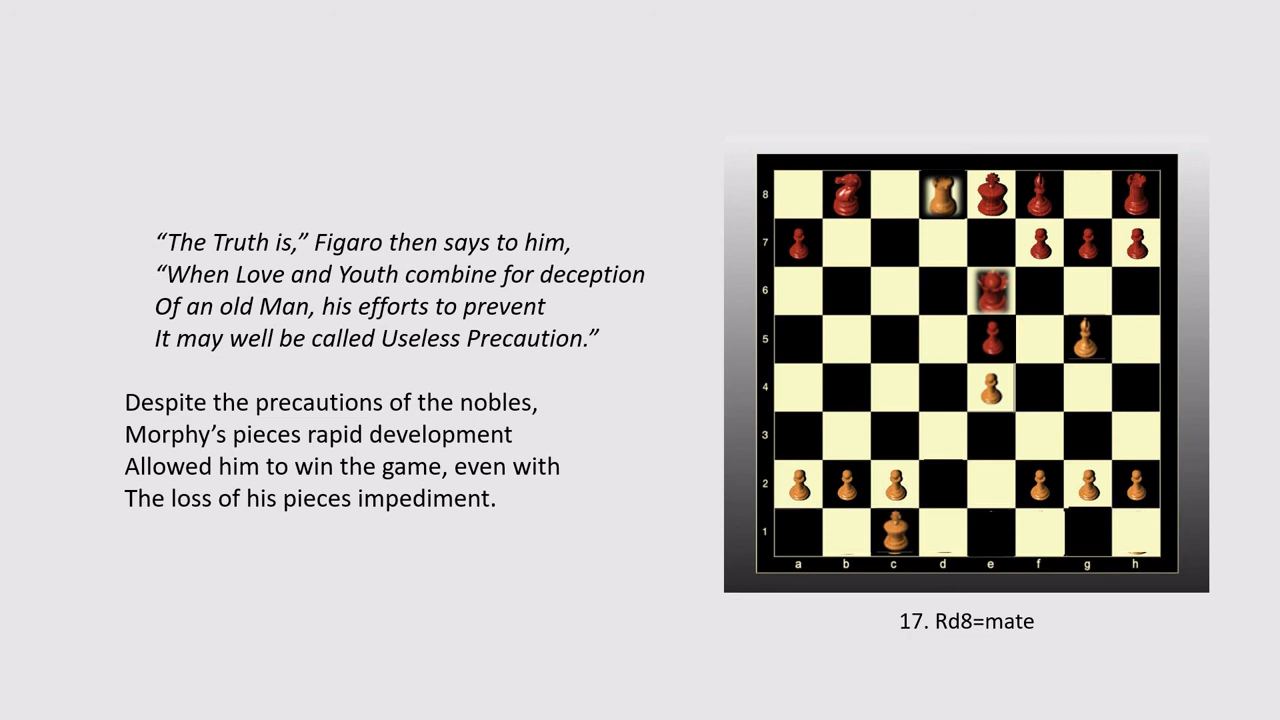 “The Truth is,” Figaro then says to him,
“When Love and Youth combine for deception
Of an old Man, his efforts to prevent
It may well be called Useless Precaution.”
Despite the precautions of the nobles,
Morphy’s pieces rapid development
Allowed him to win the game, even with
The loss of his pieces impediment.
8
7
6
5
4
3
2
1
a b c d e f g h
17. Rd8=mate